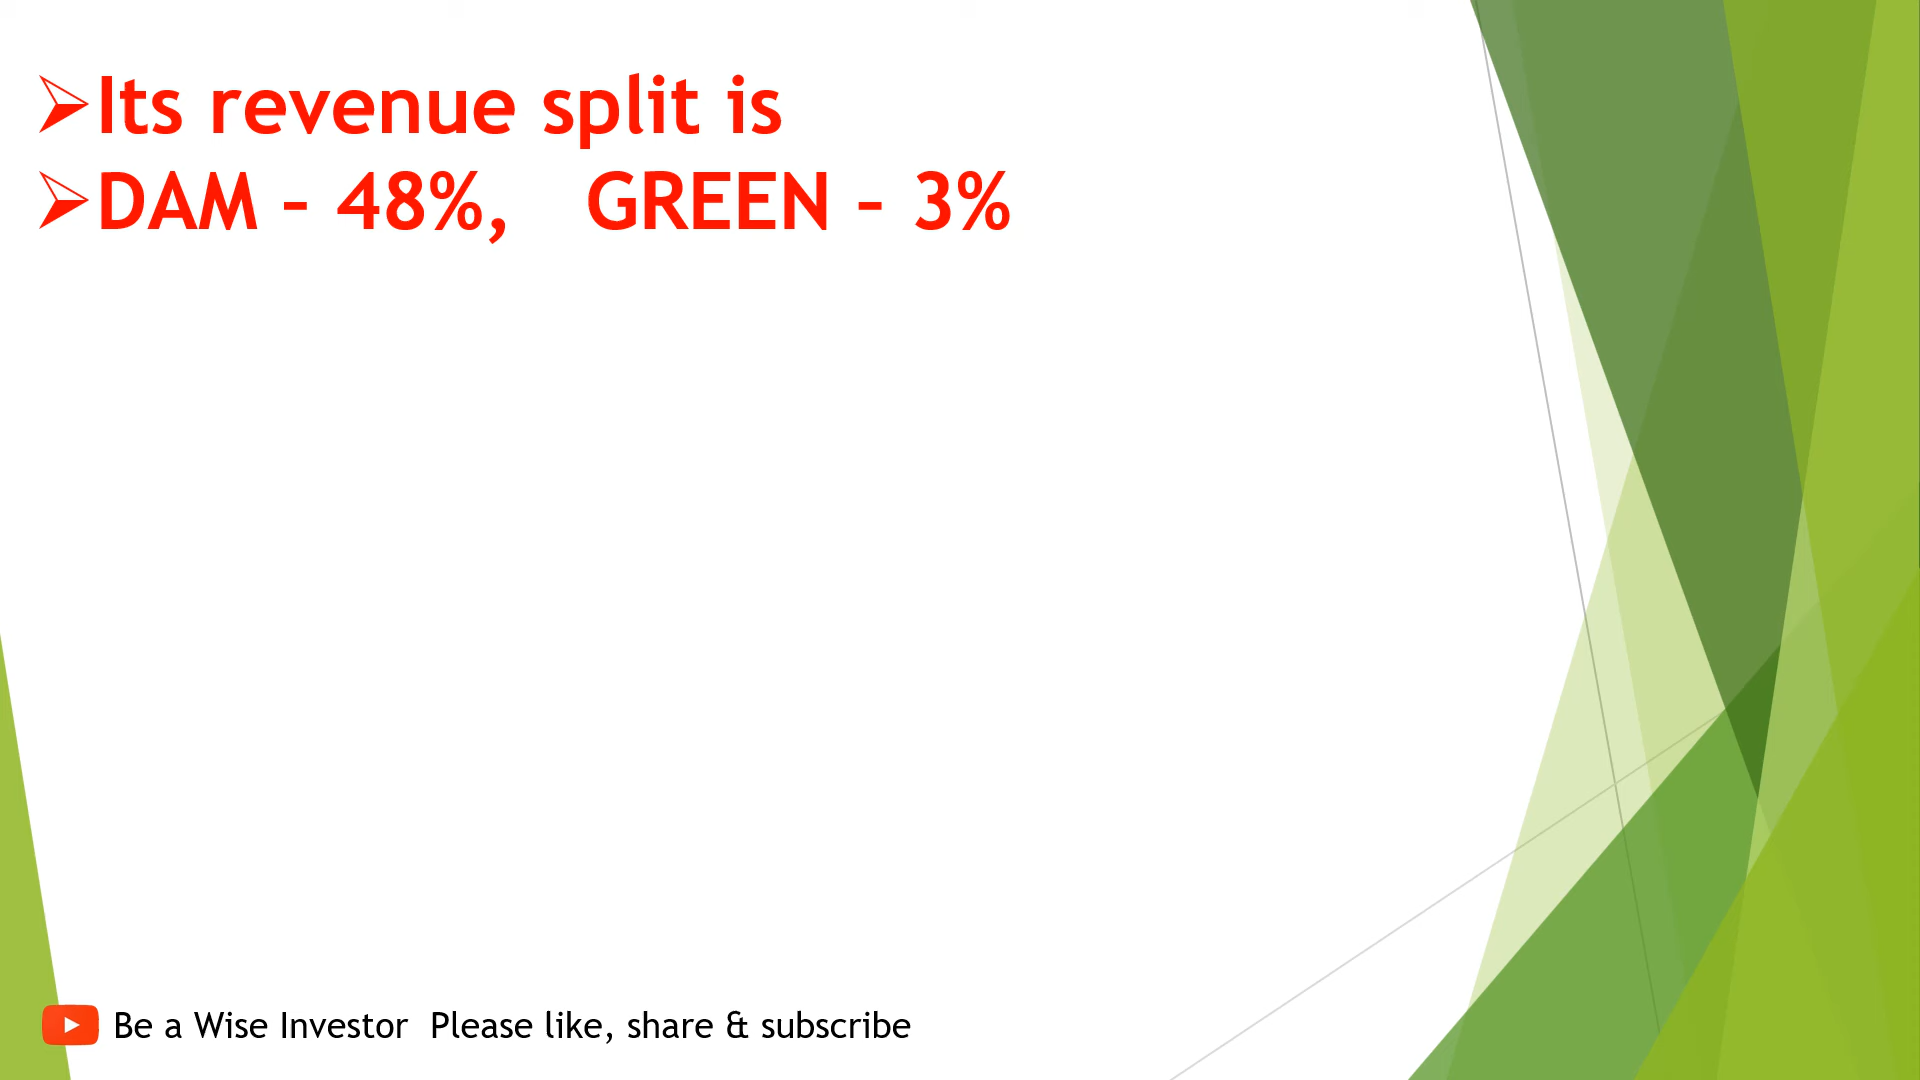 ➢Its revenue split is
➢DAM – 48%, GREEN – 3%
Be a Wise Investor Please like, share & subscribe